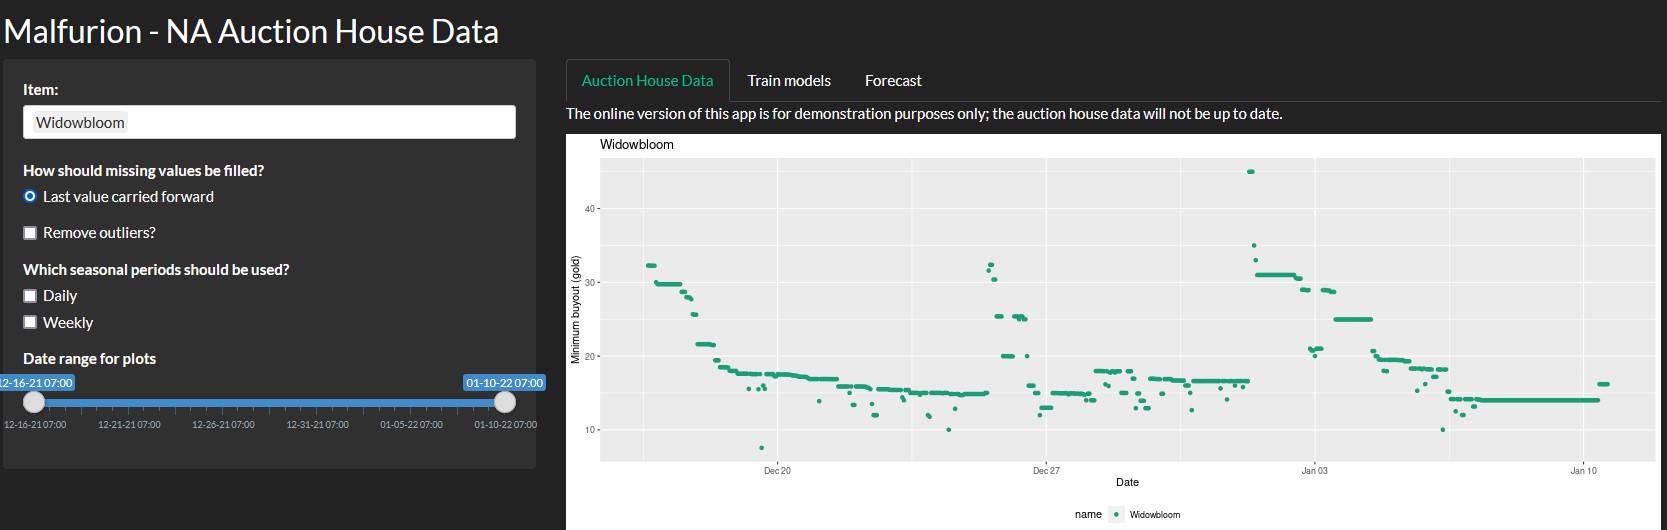 Malfurion - NA Auction House Data
Item:
Widowbloom
How should missing values be filled?
Last value carried forward
Remove outliers?
Which seasonal periods should be used?
Daily
Weekly
Date range for plots
12-16-21 07:00 01-10-22 07:00
12-16-21 07:00 12-21-21 07:00 12-26-21 07:00 12-31-21 07:00 01-05-22 07:00 01-10-22 07:00
Auction House Data Train models Forecast
The online version of this app is for demonstration purposes only; the auction house data will not be up to date.
Widowbloom
Minimum buyout (gold)
40
30
20
10
Dec 20 Dec 27 Jan 03 Jan 10
Date
name Widowbloom